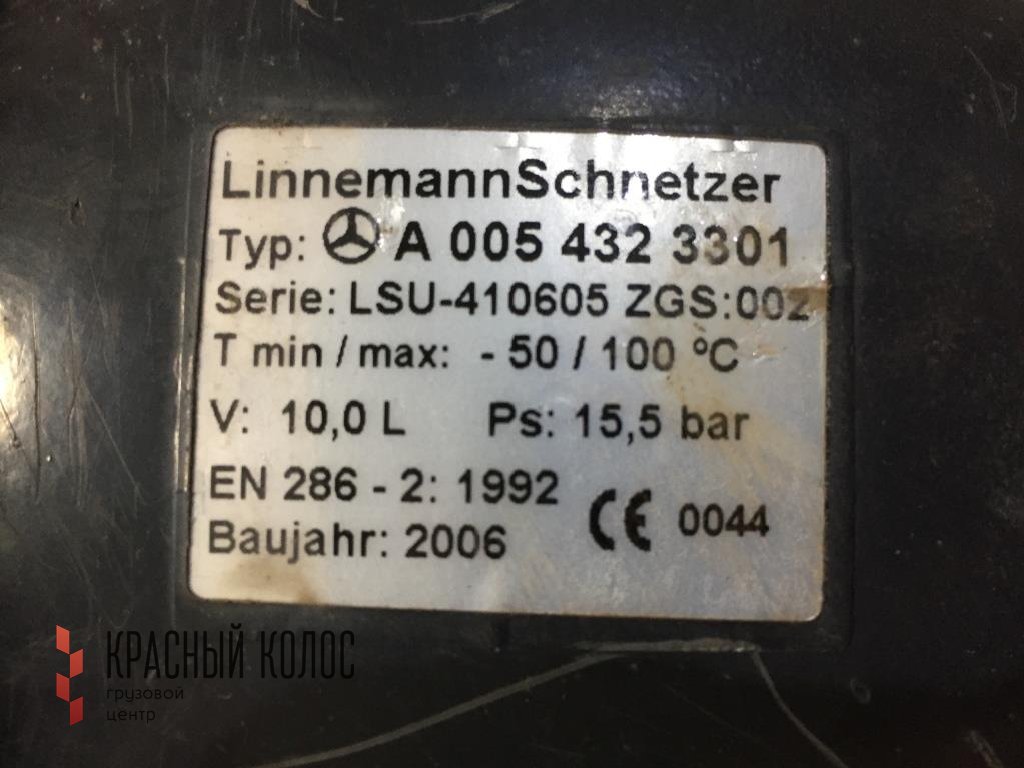 LinnemannSchnetzer
Typ: A 005 432 3301
Serie: LSU-410605 ZGS:002
T min / max: - 50 / 100 °C
V: 10,0 L Ps: 15,5 bar
EN 286 - 2: 1992
CE 0044
Baujahr: 2006
КРАСНЫЙ КОЛОС
грузовой
центр